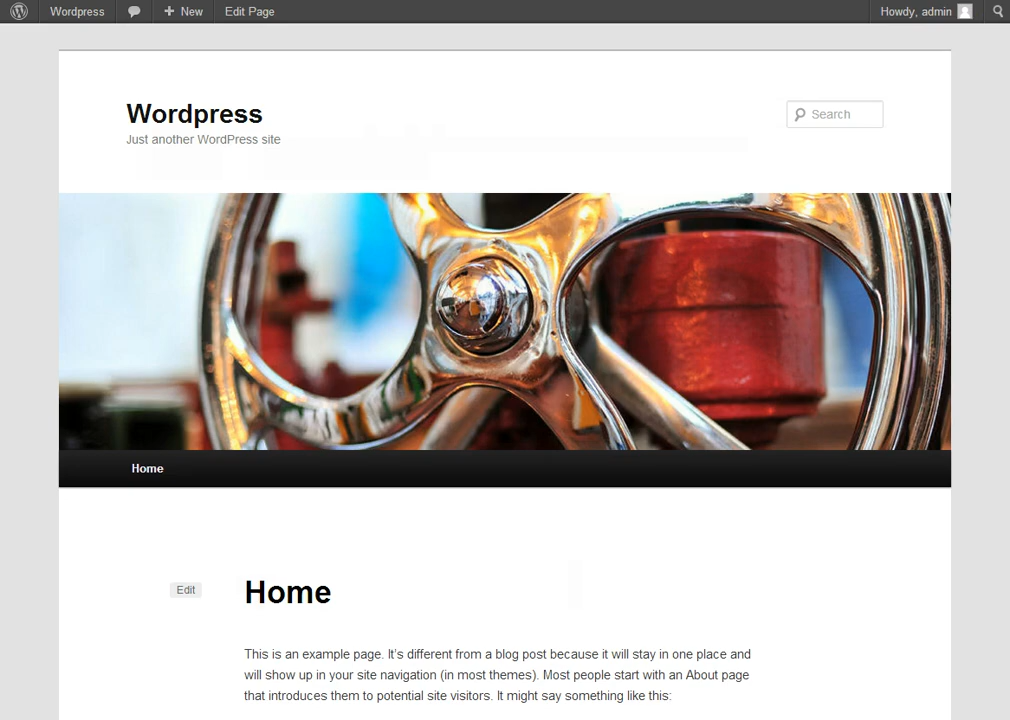 Wordpress
New
Edit Page
Howdy, admin
Wordpress
Just another WordPress site
Search
Home
Edit
Home
This is an example page. It's different from a blog post because it will stay in one place and
will show up in your site navigation (in most themes). Most people start with an About page
that introduces them to potential site visitors. It might say something like this: